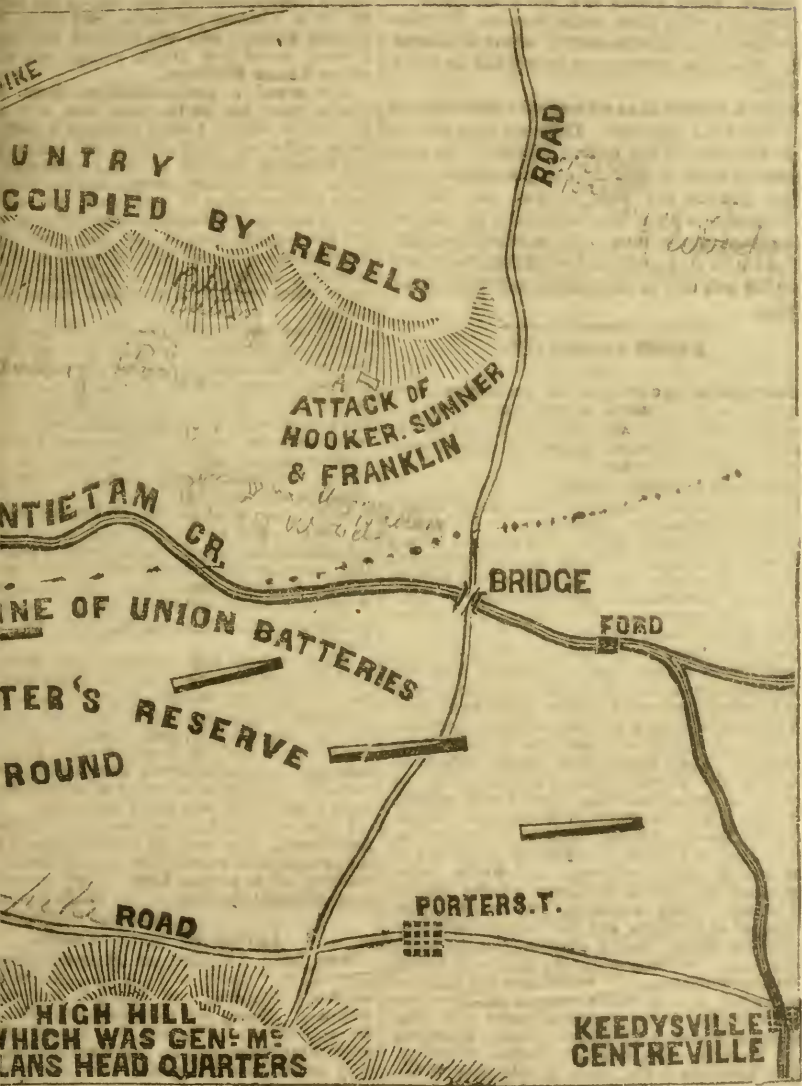 IKE
ROAD
UNTRY
CCUPIED BY REBELS
ATTACK OF
HOOKER. SUMNER
& FRANKLIN
NTIETAM CR.
BRIDGE
INE OF UNION BATTERIES
FORD
TER'S RESERVE
ROUND
ROAD
PORTERS.T.
HIGH HILL
WHICH WAS GENL MC
LANS HEAD QUARTERS
KEEDYSVILLE
CENTREVILLE